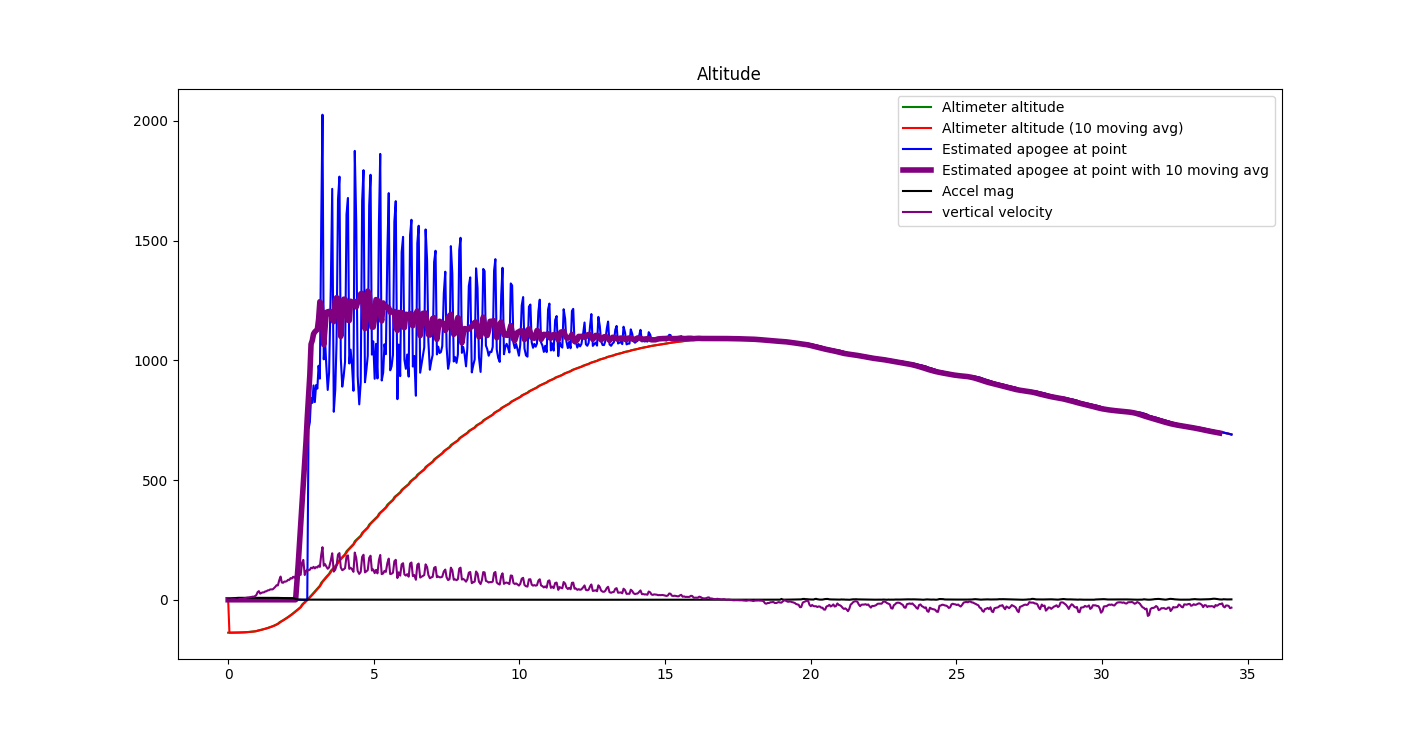 Altitude
Altimeter altitude
Altimeter altitude (10 moving avg)
Estimated apogee at point
Estimated apogee at point with 10 moving avg
Accel mag
vertical velocity
2000
1500
1000
500
0
0 5 10 15 20 25 30 35